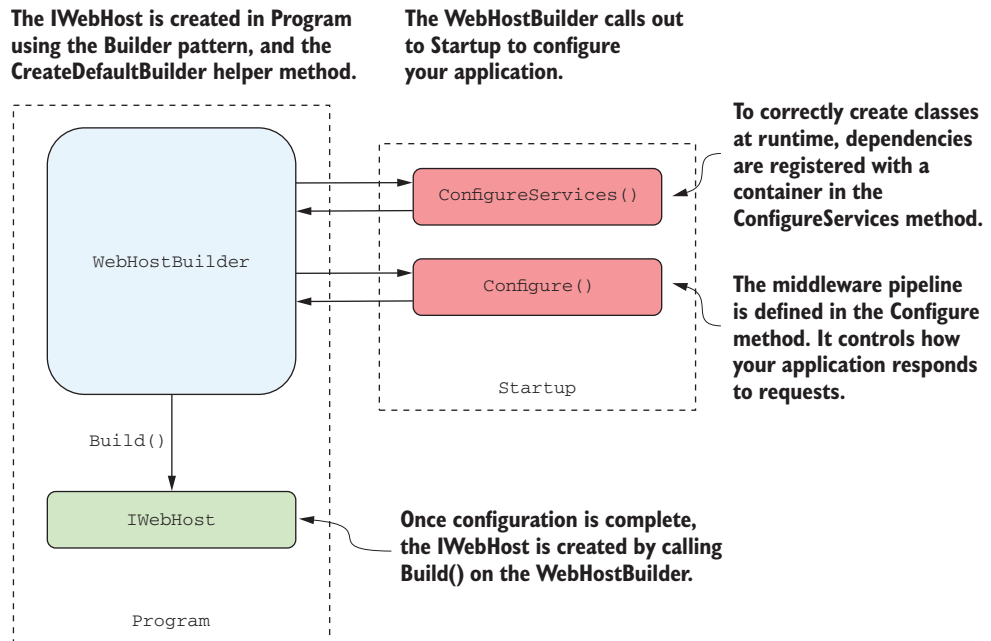 The IWebHost is created in Program
using the Builder pattern, and the
CreateDefaultBuilder helper method.
The WebHostBuilder calls out
to Startup to configure
your application.
To correctly create classes
at runtime, dependencies
are registered with a
container in the
ConfigureServices method.
ConfigureServices()
WebHostBuilder
Configure()
The middleware pipeline
is defined in the Configure
method. It controls how
your application responds
to requests.
Startup
Build()
IWebHost
Once configuration is complete,
the IWebHost is created by calling
Build() on the WebHostBuilder.
Program